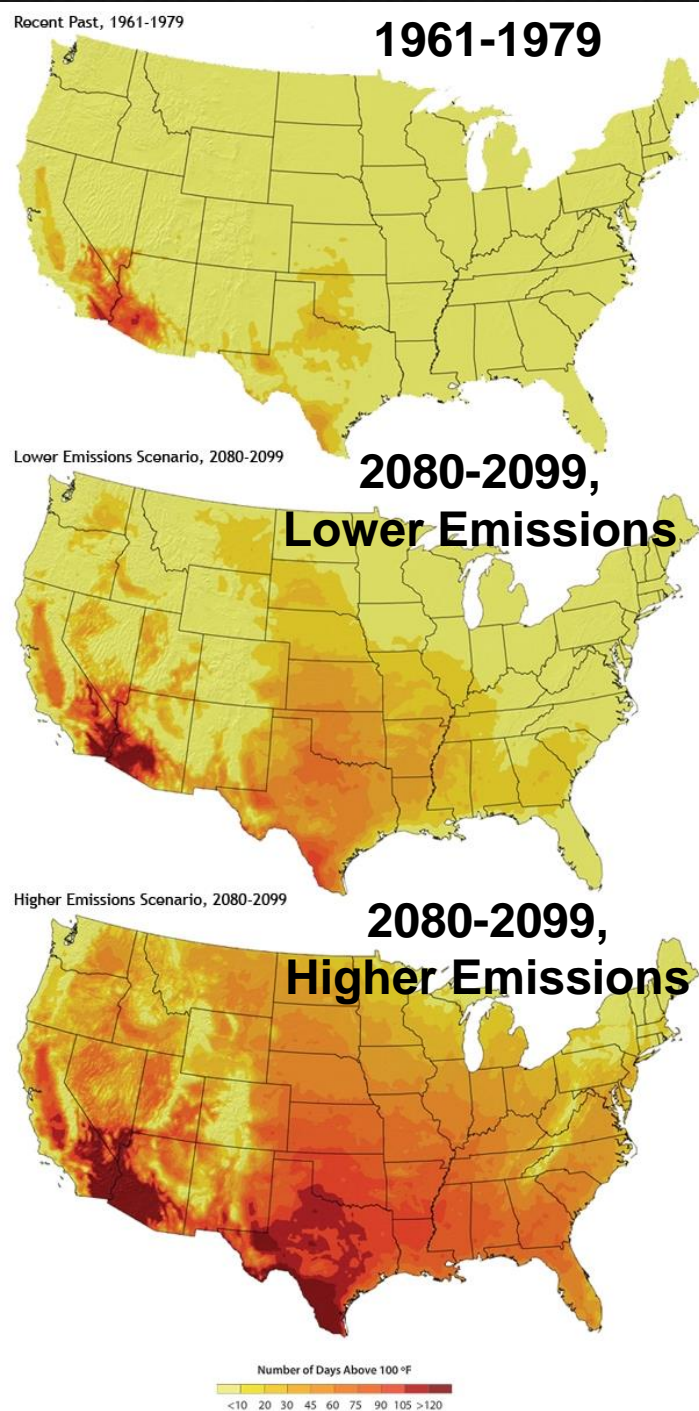 Recent Past, 1961-1979
1961-1979
Lower Emissions Scenario, 2080-2099
2080-2099,
Lower Emissions
Higher Emissions Scenario, 2080-2099
2080-2099,
Higher Emissions
Number of Days Above 100 ºF
<10 20 30 45 60 75 90 105 >120